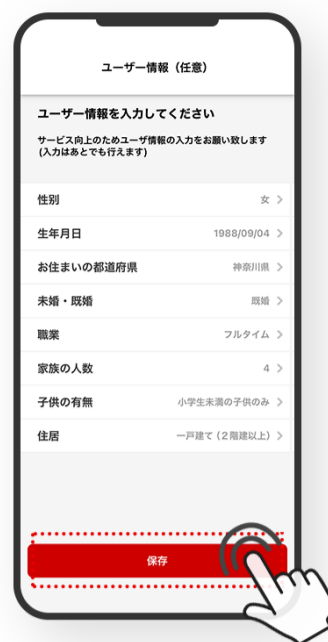 ユーザー情報（任意）
ユーザー情報を入力してください
サービス向上のためユーザ情報の入力をお願い致します
(入力はあとでも行えます)
性別 女
生年月日 1988/09/04
お住まいの都道府県 神奈川県
未婚・既婚 既婚
職業 フルタイム
家族の人数 4
子供の有無 小学生未満の子供のみ
住居 一戸建て（２階建以上）
保存